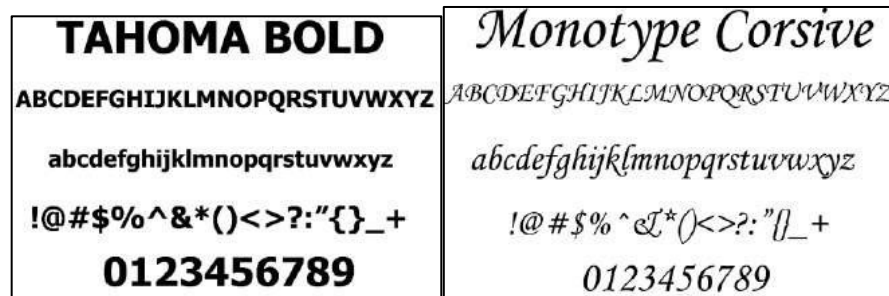 TAHOMA BOLD
ABCDEFGHIJKLMNOPQRSTUVWXYZ
abcdefghijklmnopqrstuvwxyz
!@#$%^&*()<>?:"{}_+
0123456789
Monotype Corsive
ABCDEFGHIJKLMNOPQRSTUVWXYZ
abcdefghijklmnopqrstuvwxyz
!@#$%^&*()<>?:"{}_+
0123456789